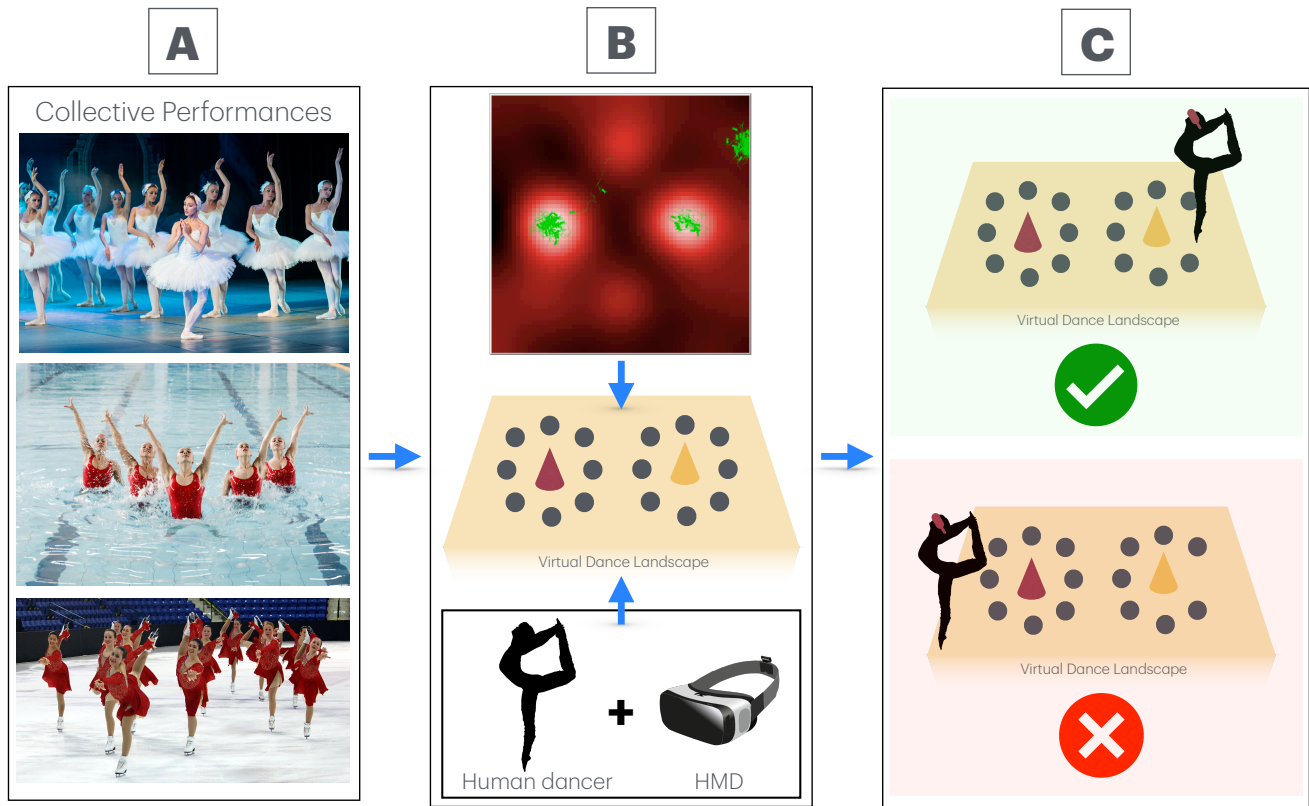 A
B
C
Collective Performances
Virtual Dance Landscape
Virtual Dance Landscape
Human dancer
HMD
Virtual Dance Landscape